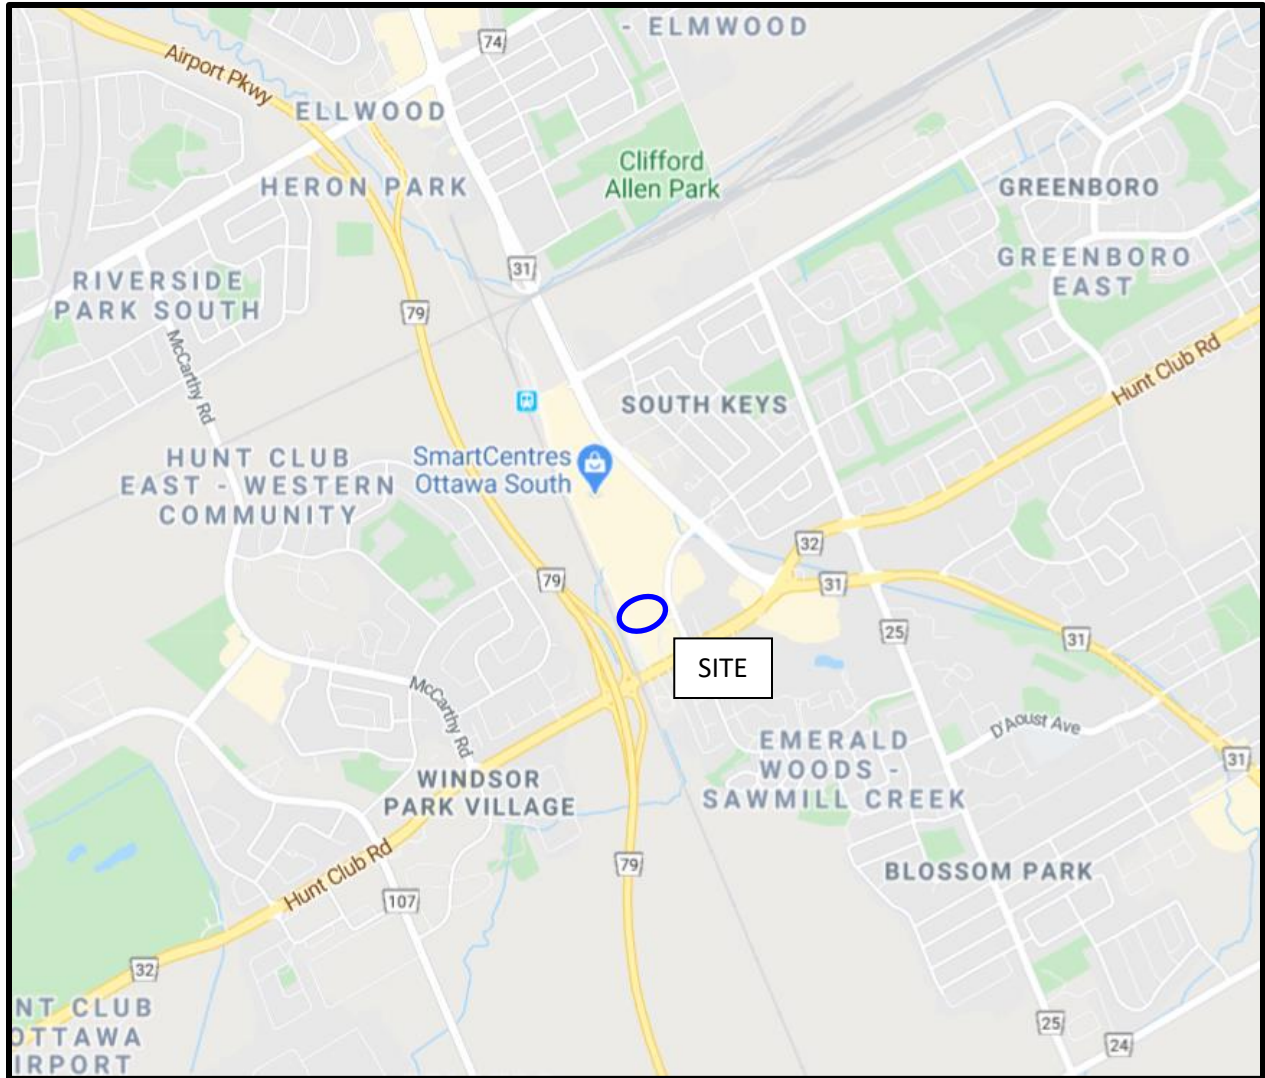 74
- ELMWOOD
Airport Pkwy
ELLWOOD
Clifford
Allen Park
HERON PARK
GREENBORO
31
GREENBORO
EAST
RIVERSIDE
PARK SOUTH
79
McCarthy Rd
Hunt Club Rd
SOUTH KEYS
HUNT CLUB
EAST - WESTERN
COMMUNITY
SmartCentres
Ottawa South
32
79
31
25
31
SITE
McCarthy Rd
D'Aoust Ave
EMERALD
WOODS -
SAWMILL CREEK
31
WINDSOR
PARK VILLAGE
79
BLOSSOM PARK
Hunt Club Rd
107
32
NT CLUB
OTTAWA
IRPORT
25
24